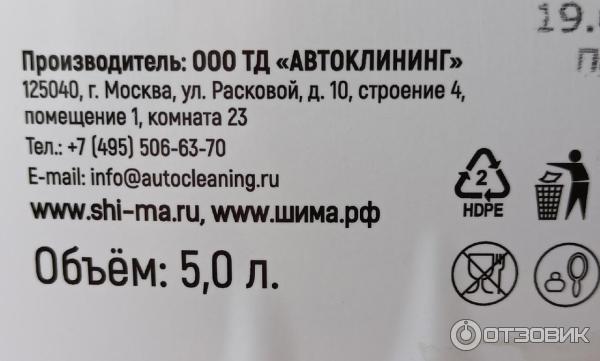 19.
П
Производитель: ООО ТД «АВТОКЛИНИНГ»
125040, г. Москва, ул. Расковой, д. 10, строение 4,
помещение 1, комната 23
Тел.: +7 (495) 506-63-70
E-mail: info@autocleaning.ru
www.shi-ma.ru, www.шима.рф
Объём: 5,0 л.
2
HDPE
ОТЗОВИК